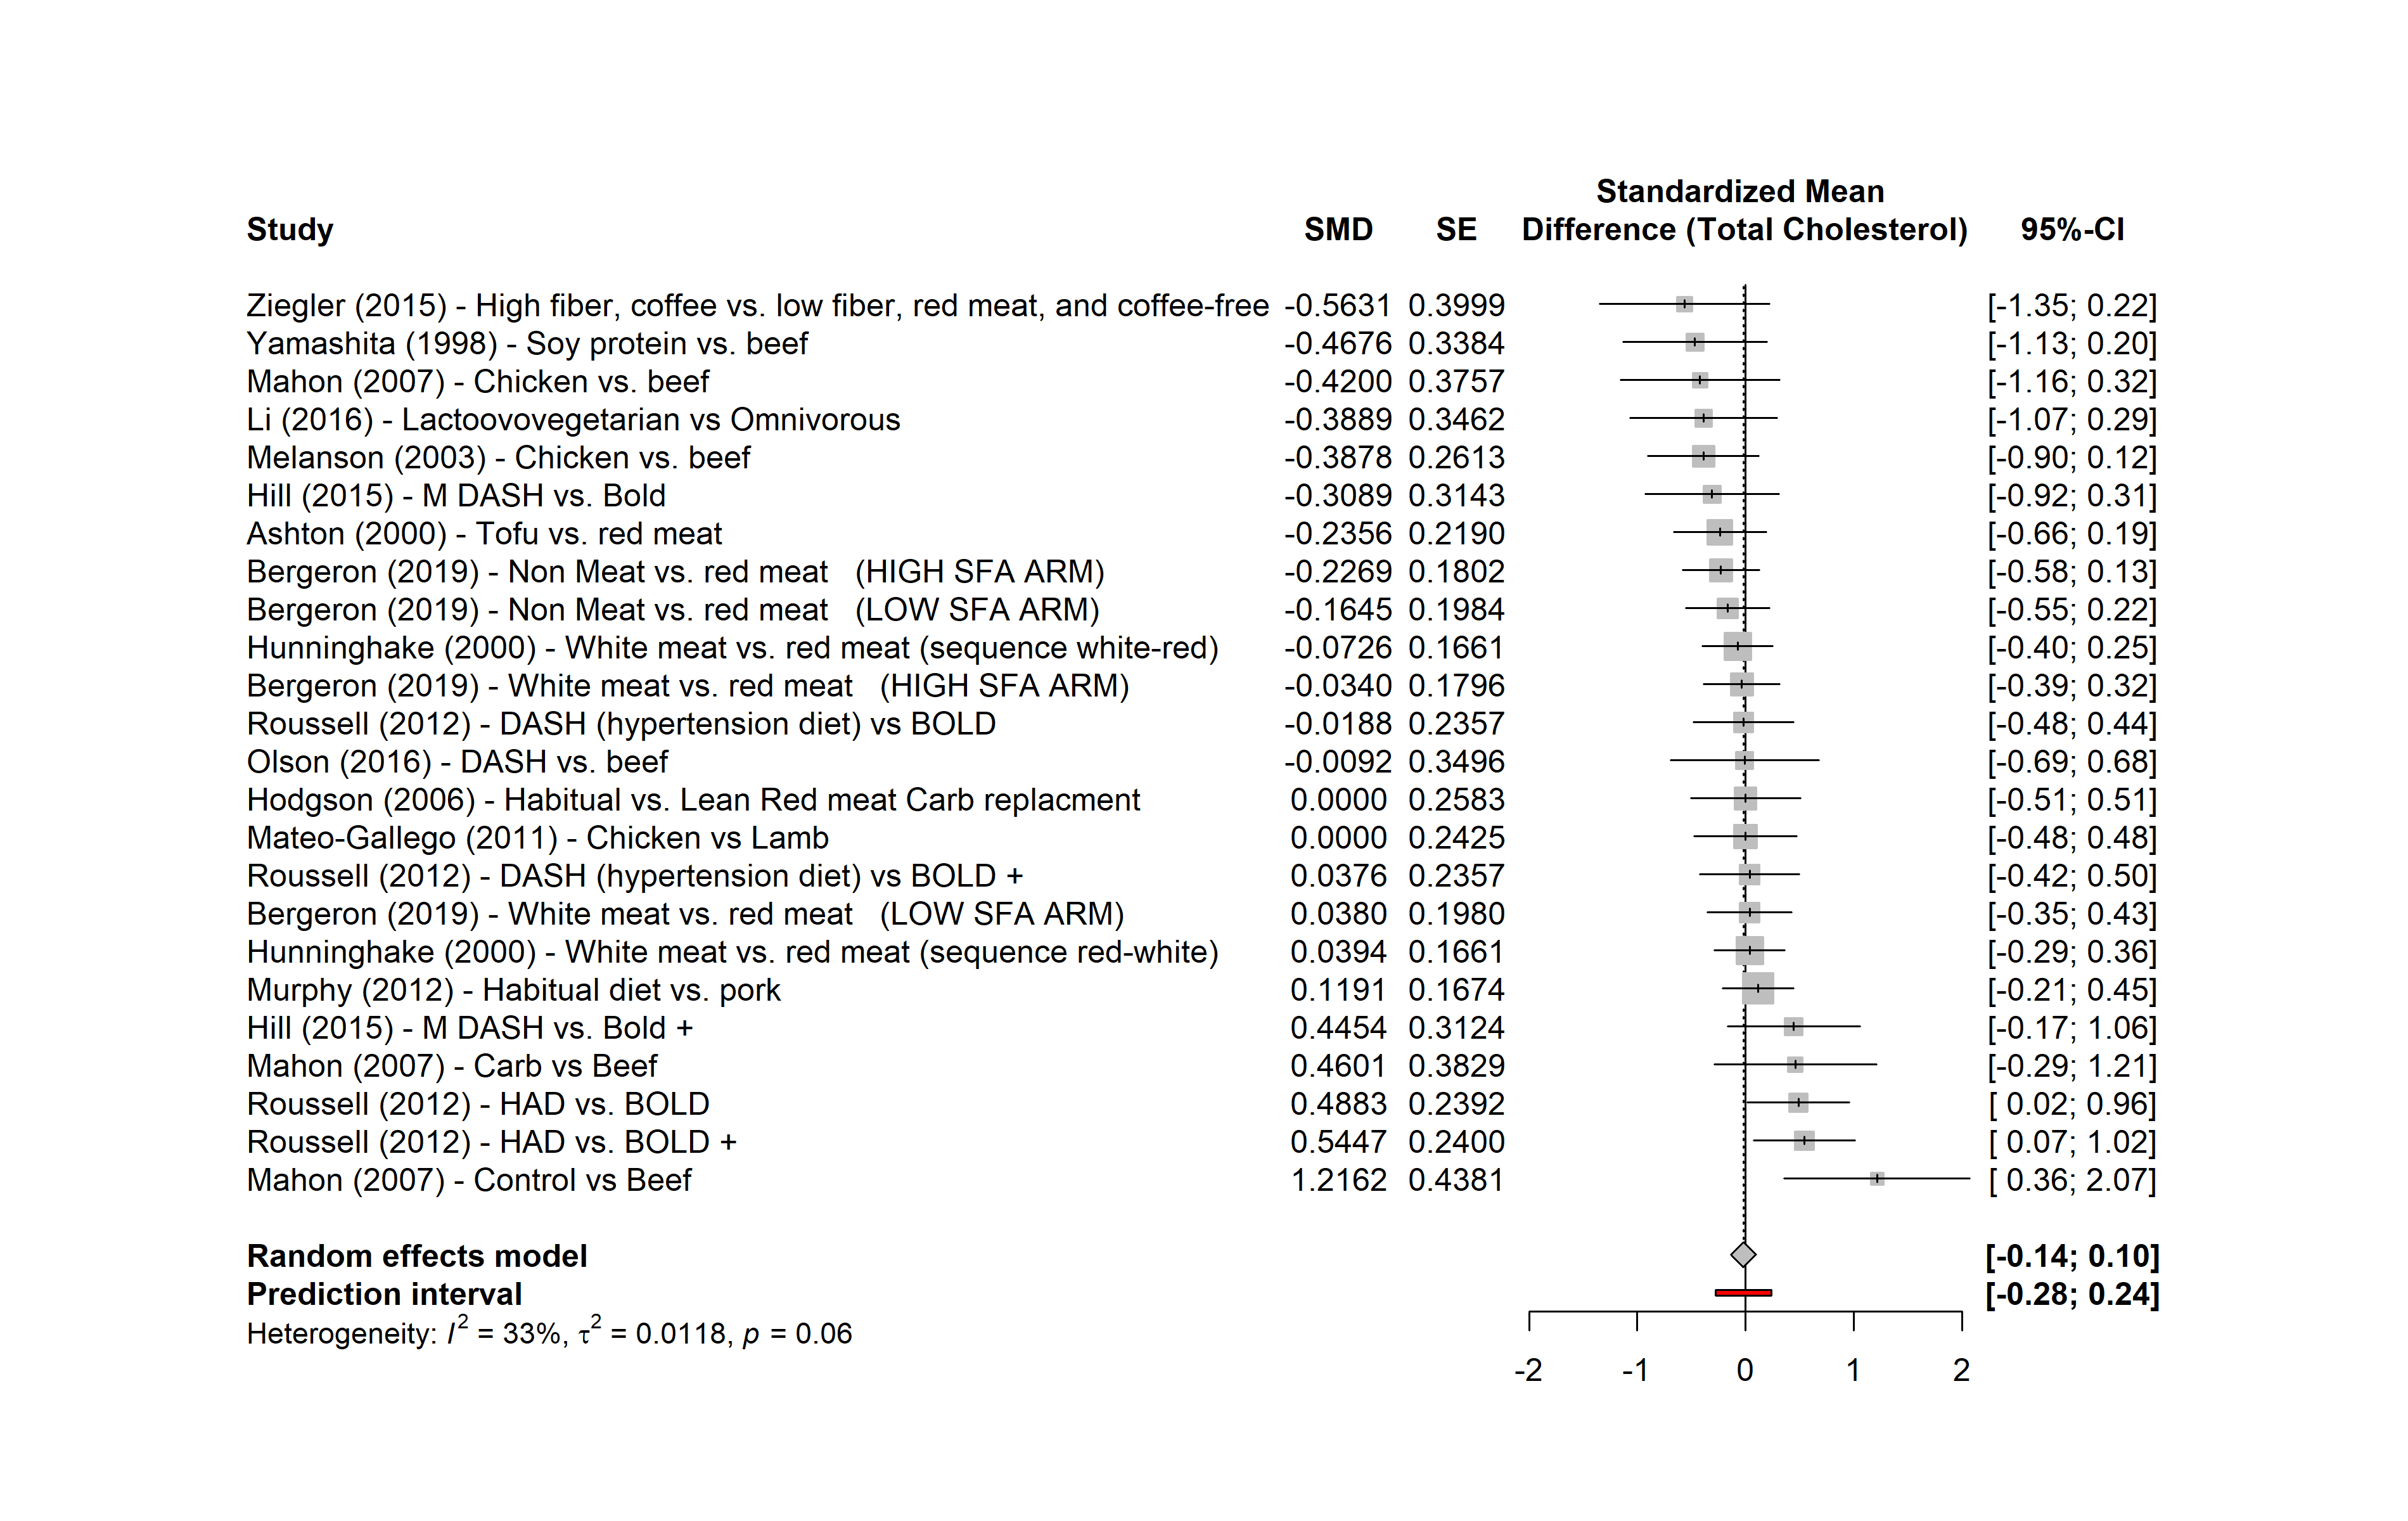 Standardized Mean
Study SMD SE Difference (Total Cholesterol) 95%-CI
Ziegler (2015) - High fiber, coffee vs. low fiber, red meat, and coffee-free -0.5631 0.3999 [-1.35; 0.22]
Yamashita (1998) - Soy protein vs. beef -0.4676 0.3384 [-1.13; 0.20]
Mahon (2007) - Chicken vs. beef -0.4200 0.3757 [-1.16; 0.32]
Li (2016) - Lactoovovegetarian vs Omnivorous -0.3889 0.3462 [-1.07; 0.29]
Melanson (2003) - Chicken vs. beef -0.3878 0.2613 [-0.90; 0.12]
Hill (2015) - M DASH vs. Bold -0.3089 0.3143 [-0.92; 0.31]
Ashton (2000) - Tofu vs. red meat -0.2356 0.2190 [-0.66; 0.19]
Bergeron (2019) - Non Meat vs. red meat (HIGH SFA ARM) -0.2269 0.1802 [-0.58; 0.13]
Bergeron (2019) - Non Meat vs. red meat (LOW SFA ARM) -0.1645 0.1984 [-0.55; 0.22]
Hunninghake (2000) - White meat vs. red meat (sequence white-red) -0.0726 0.1661 [-0.40; 0.25]
Bergeron (2019) - White meat vs. red meat (HIGH SFA ARM) -0.0340 0.1796 [-0.39; 0.32]
Roussell (2012) - DASH (hypertension diet) vs BOLD -0.0188 0.2357 [-0.48; 0.44]
Olson (2016) - DASH vs. beef -0.0092 0.3496 [-0.69; 0.68]
Hodgson (2006) - Habitual vs. Lean Red meat Carb replacment 0.0000 0.2583 [-0.51; 0.51]
Mateo-Gallego (2011) - Chicken vs Lamb 0.0000 0.2425 [-0.48; 0.48]
Roussell (2012) - DASH (hypertension diet) vs BOLD + 0.0376 0.2357 [-0.42; 0.50]
Bergeron (2019) - White meat vs. red meat (LOW SFA ARM) 0.0380 0.1980 [-0.35; 0.43]
Hunninghake (2000) - White meat vs. red meat (sequence red-white) 0.0394 0.1661 [-0.29; 0.36]
Murphy (2012) - Habitual diet vs. pork 0.1191 0.1674 [-0.21; 0.45]
Hill (2015) - M DASH vs. Bold + 0.4454 0.3124 [-0.17; 1.06]
Mahon (2007) - Carb vs Beef 0.4601 0.3829 [-0.29; 1.21]
Roussell (2012) - HAD vs. BOLD 0.4883 0.2392 [ 0.02; 0.96]
Roussell (2012) - HAD vs. BOLD + 0.5447 0.2400 [ 0.07; 1.02]
Mahon (2007) - Control vs Beef 1.2162 0.4381 [ 0.36; 2.07]
Random effects model [-0.14; 0.10]
Prediction interval [-0.28; 0.24]
Heterogeneity: I² = 33%, τ² = 0.0118, p = 0.06
-2 -1 0 1 2